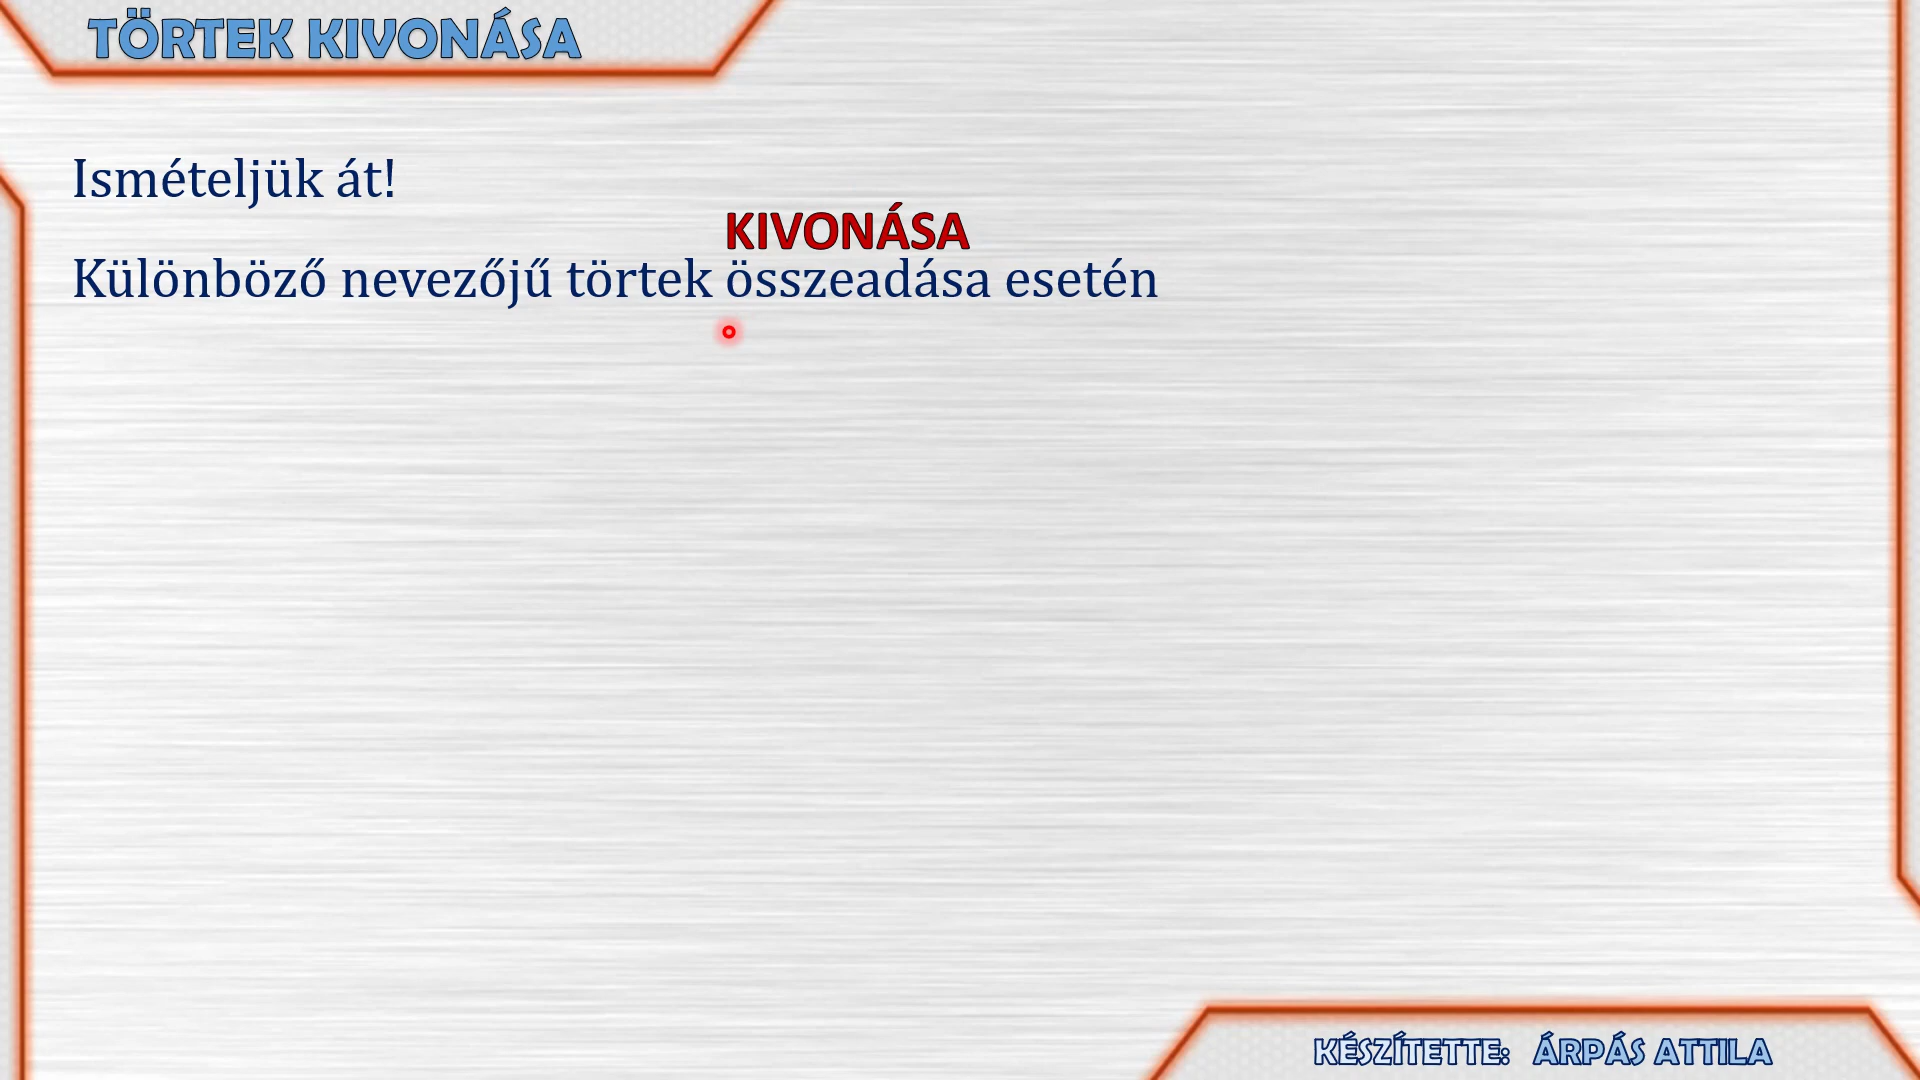 TÖRTEK KIVONÁSA
Ismételjük át!
KIVONÁSA
Különböző nevezőjű törtek összeadása esetén
KÉSZÍTETTE: ÁRPÁS ATTILA